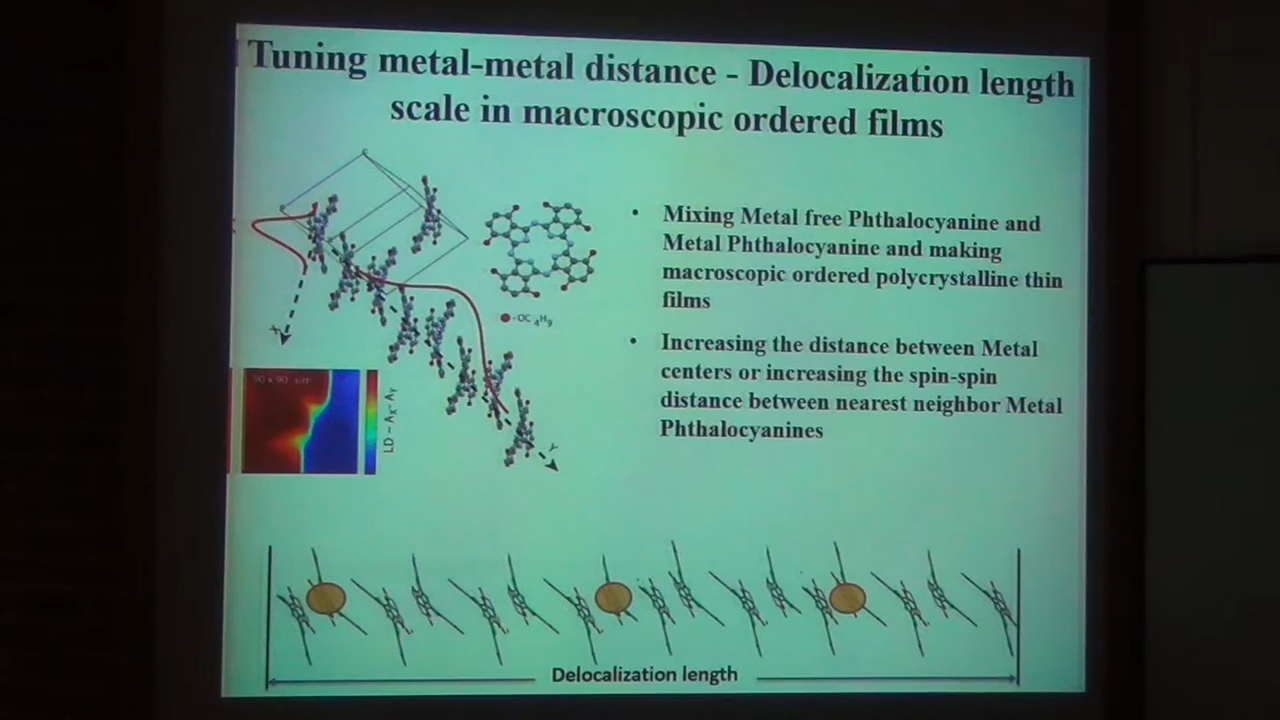 Tuning metal-metal distance - Delocalization length
scale in macroscopic ordered films
• Mixing Metal free Phthalocyanine and
Metal Phthalocyanine and making
macroscopic ordered polycrystalline thin
films
• Increasing the distance between Metal
centers or increasing the spin-spin
distance between nearest neighbor Metal
Phthalocyanines
-OC4H9
X
Y
LD – AX- AY
Delocalization length